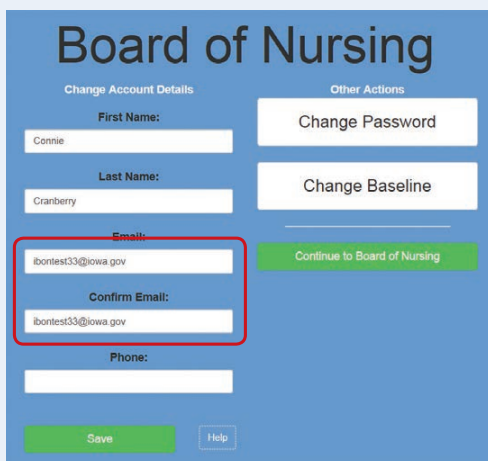 Board of Nursing
Change Account Details
First Name:
Connie
Last Name:
Cranberry
Email:
ibontest33@iowa.gov
Confirm Email:
ibontest33@iowa.gov
Phone:
Save
Help
Other Actions
Change Password
Change Baseline
Continue to Board of Nursing